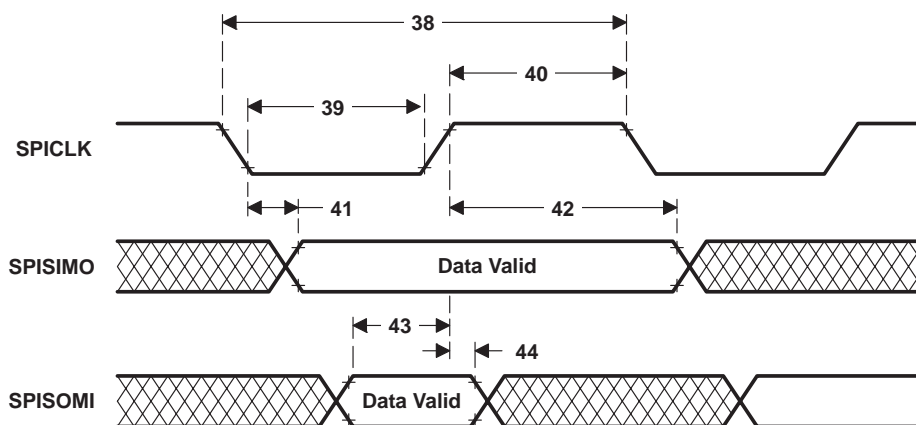 38
40
39
SPICLK
41
42
SPISIMO
Data Valid
43
44
SPISOMI
Data Valid